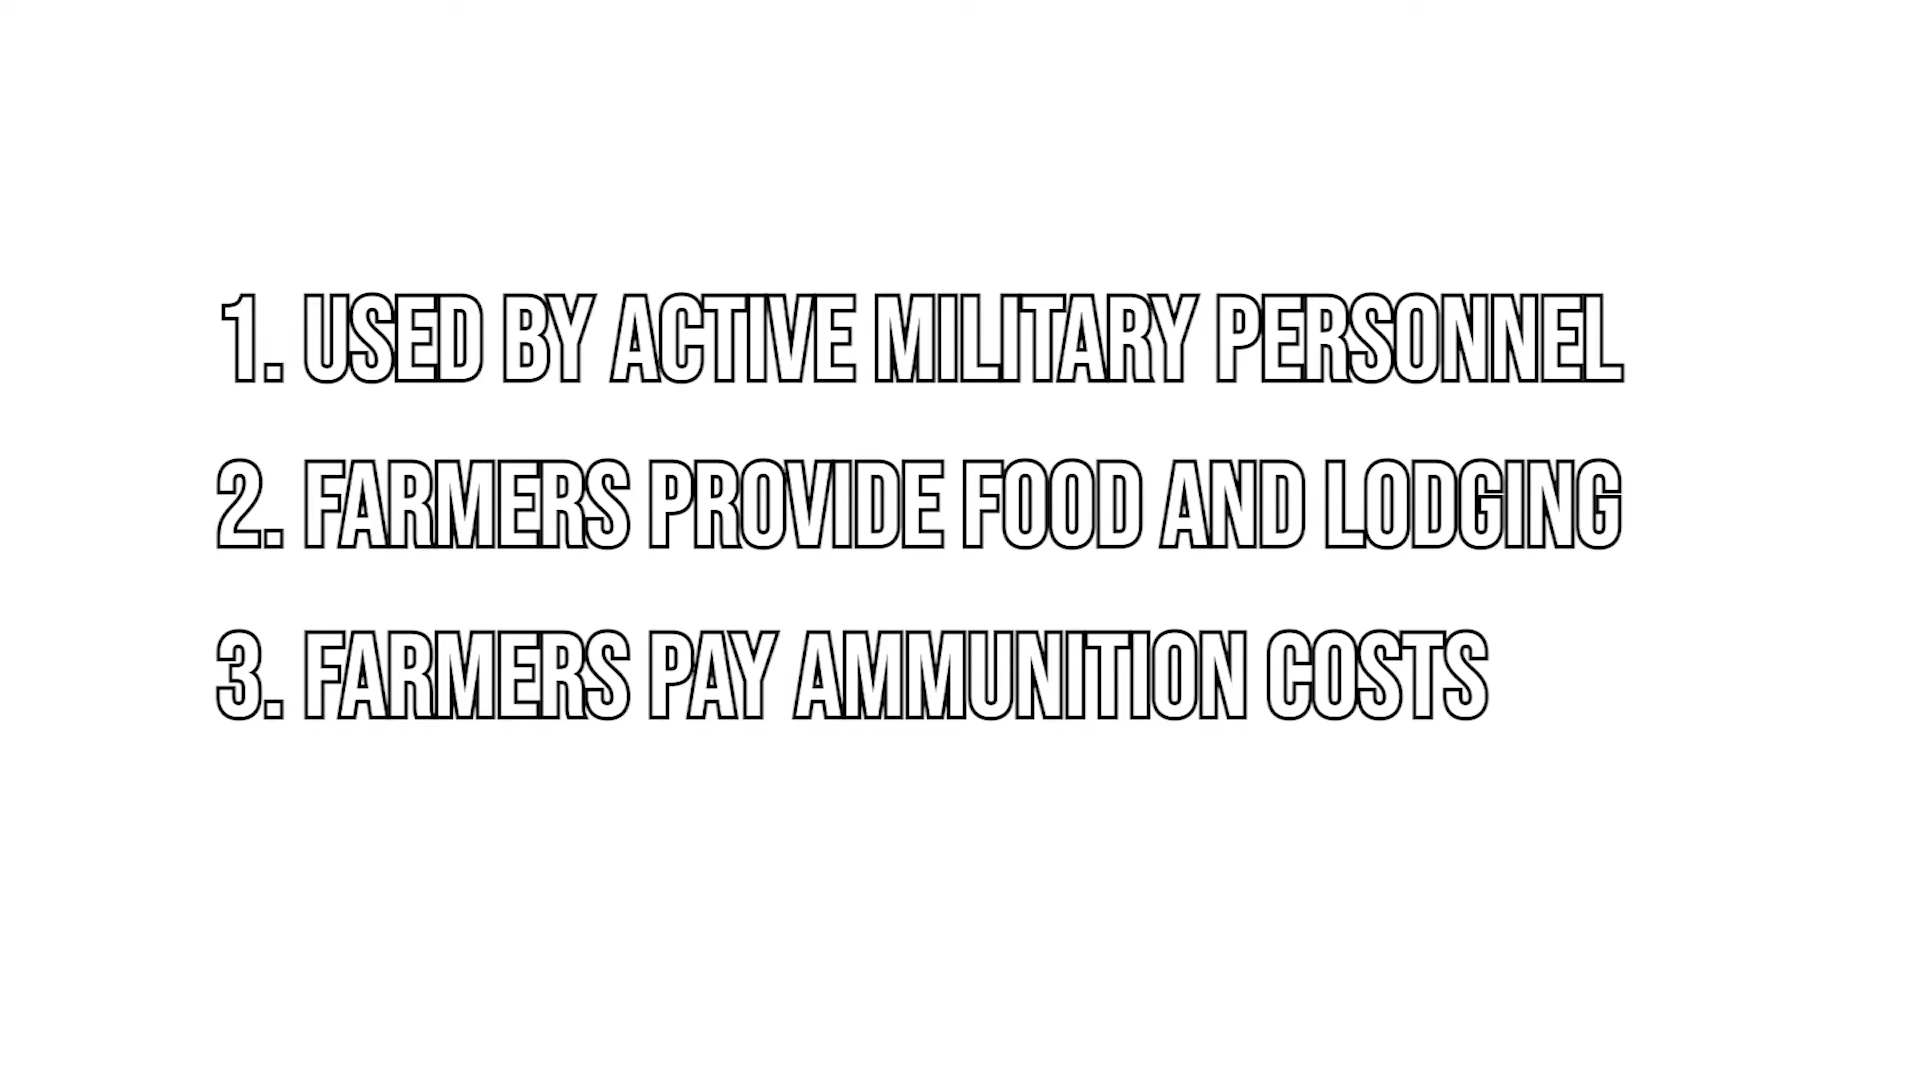 1. USED BY ACTIVE MILITARY PERSONNEL
2. FARMERS PROVIDE FOOD AND LODGING
3. FARMERS PAY AMMUNITION COSTS